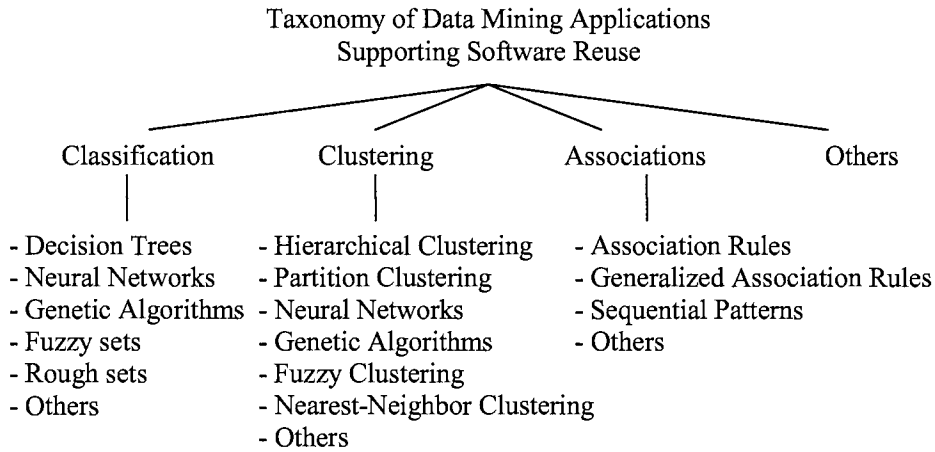 Taxonomy of Data Mining Applications
Supporting Software Reuse
Classification
Clustering
Associations
Others
- Decision Trees
- Neural Networks
- Genetic Algorithms
- Fuzzy sets
- Rough sets
- Others
- Hierarchical Clustering
- Partition Clustering
- Neural Networks
- Genetic Algorithms
- Fuzzy Clustering
- Nearest-Neighbor Clustering
- Others
- Association Rules
- Generalized Association Rules
- Sequential Patterns
- Others